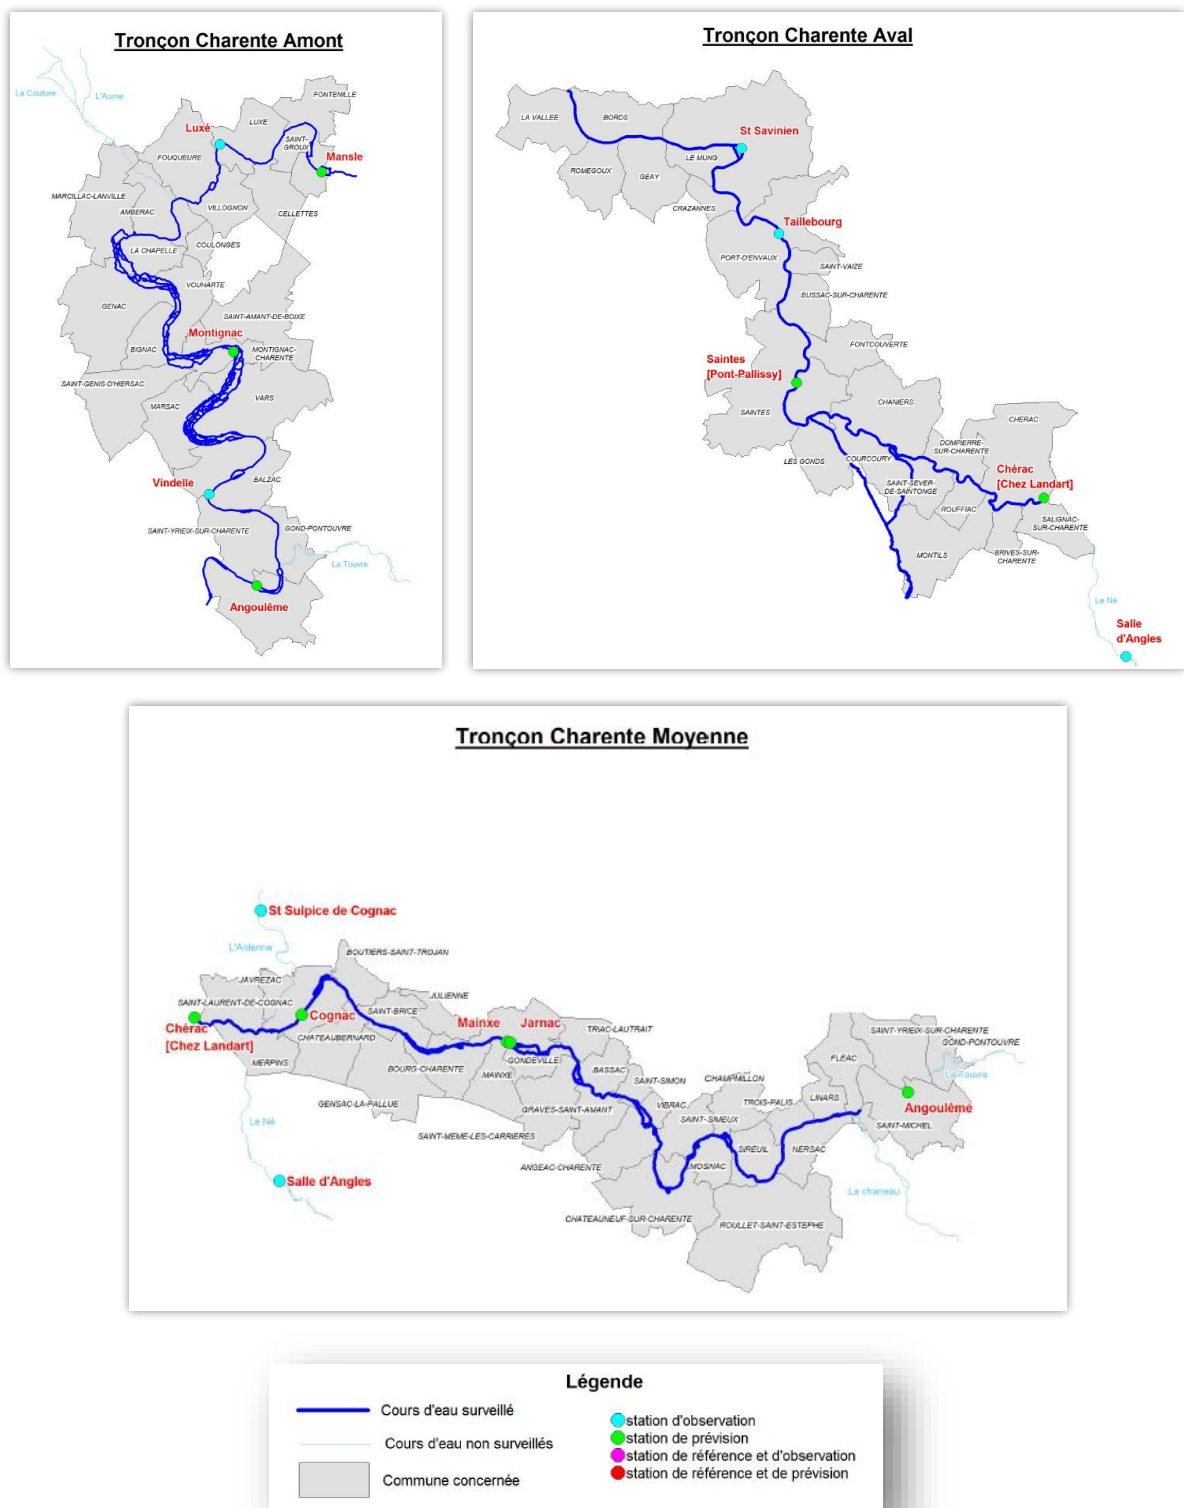 Tronçon Charente Amont
La Couture
L'Aume
FONTENILLE
Luxé
LUXE
SAINT-
GROUX
Mansle
FOUQUEURE
MARCILLAC-LANVILLE
AMBERAC
VILLOGNON
CELLETTES
LA CHAPELLE
COULONGES
VOUHARTE
GENAC
SAINT-AMANT-DE-BOIXE
Montignac
BIGNAC
MONTIGNAC-
CHARENTE
SAINT-GENIS-D'HIERSAC
MARSAC
VARS
Vindelle
BALZAC
SAINT-YRIEIX-SUR-CHARENTE
GOND-PONTOUVRE
La Touvre
Angoulême
Tronçon Charente Aval
LA VALLEE
BORDS
St Savinien
LE MUNG
ROMEGOUX
GEAY
CRAZANNES
Taillebourg
PORT-D'ENVAUX
SAINT-VAIZE
BUSSAC-SUR-CHARENTE
FONTCOUVERTE
Saintes
[Pont-Pallissy]
SAINTES
CHANIERS
CHERAC
DOMPIERRE-
SUR-CHARENTE
LES GONDS
COURCOURY
Chérac
[Chez Landart]
SAINT-SEVER-
DE-SAINTONGE
ROUFFIAC
SALIGNAC-
SUR-CHARENTE
MONTILS
BRIVES-SUR-
CHARENTE
Le Né
Salle
d'Angles
Tronçon Charente Moyenne
St Sulpice de Cognac
L'Antenne
BOUTIERS-SAINT-TROJAN
JAVREZAC
JULIENNE
SAINT-LAURENT-DE-COGNAC
SAINT-BRICE
Cognac
Mainxe
Jarnac
TRIAC-LAUTRAIT
SAINT-YRIEIX-SUR-CHARENTE
GOND-PONTOUVRE
Chérac
[Chez Landart]
CHATEAUBERNARD
MERPINS
BOURG-CHARENTE
GONDEVILLE
MAINXE
BASSAC
FLEAC
La Touvre
SAINT-SIMON
CHAMPMILLON
GENSAC-LA-PALLUE
GRAVES-SAINT-AMANT
VIBRAC
TROIS-PALIS
LINARS
Angoulême
SAINT-SIMEUX
SAINT-MICHEL
Le Né
SAINT-MEME-LES-CARRIERES
SIREUIL
NERSAC
ANGEAC-CHARENTE
MOSNAC
Salle d'Angles
La charreau
CHATEAUNEUF-SUR-CHARENTE
ROULLET-SAINT-ESTEPHE
Légende
Cours d'eau surveillé
Cours d'eau non surveillés
Commune concernée
station d'observation
station de prévision
station de référence et d'observation
station de référence et de prévision